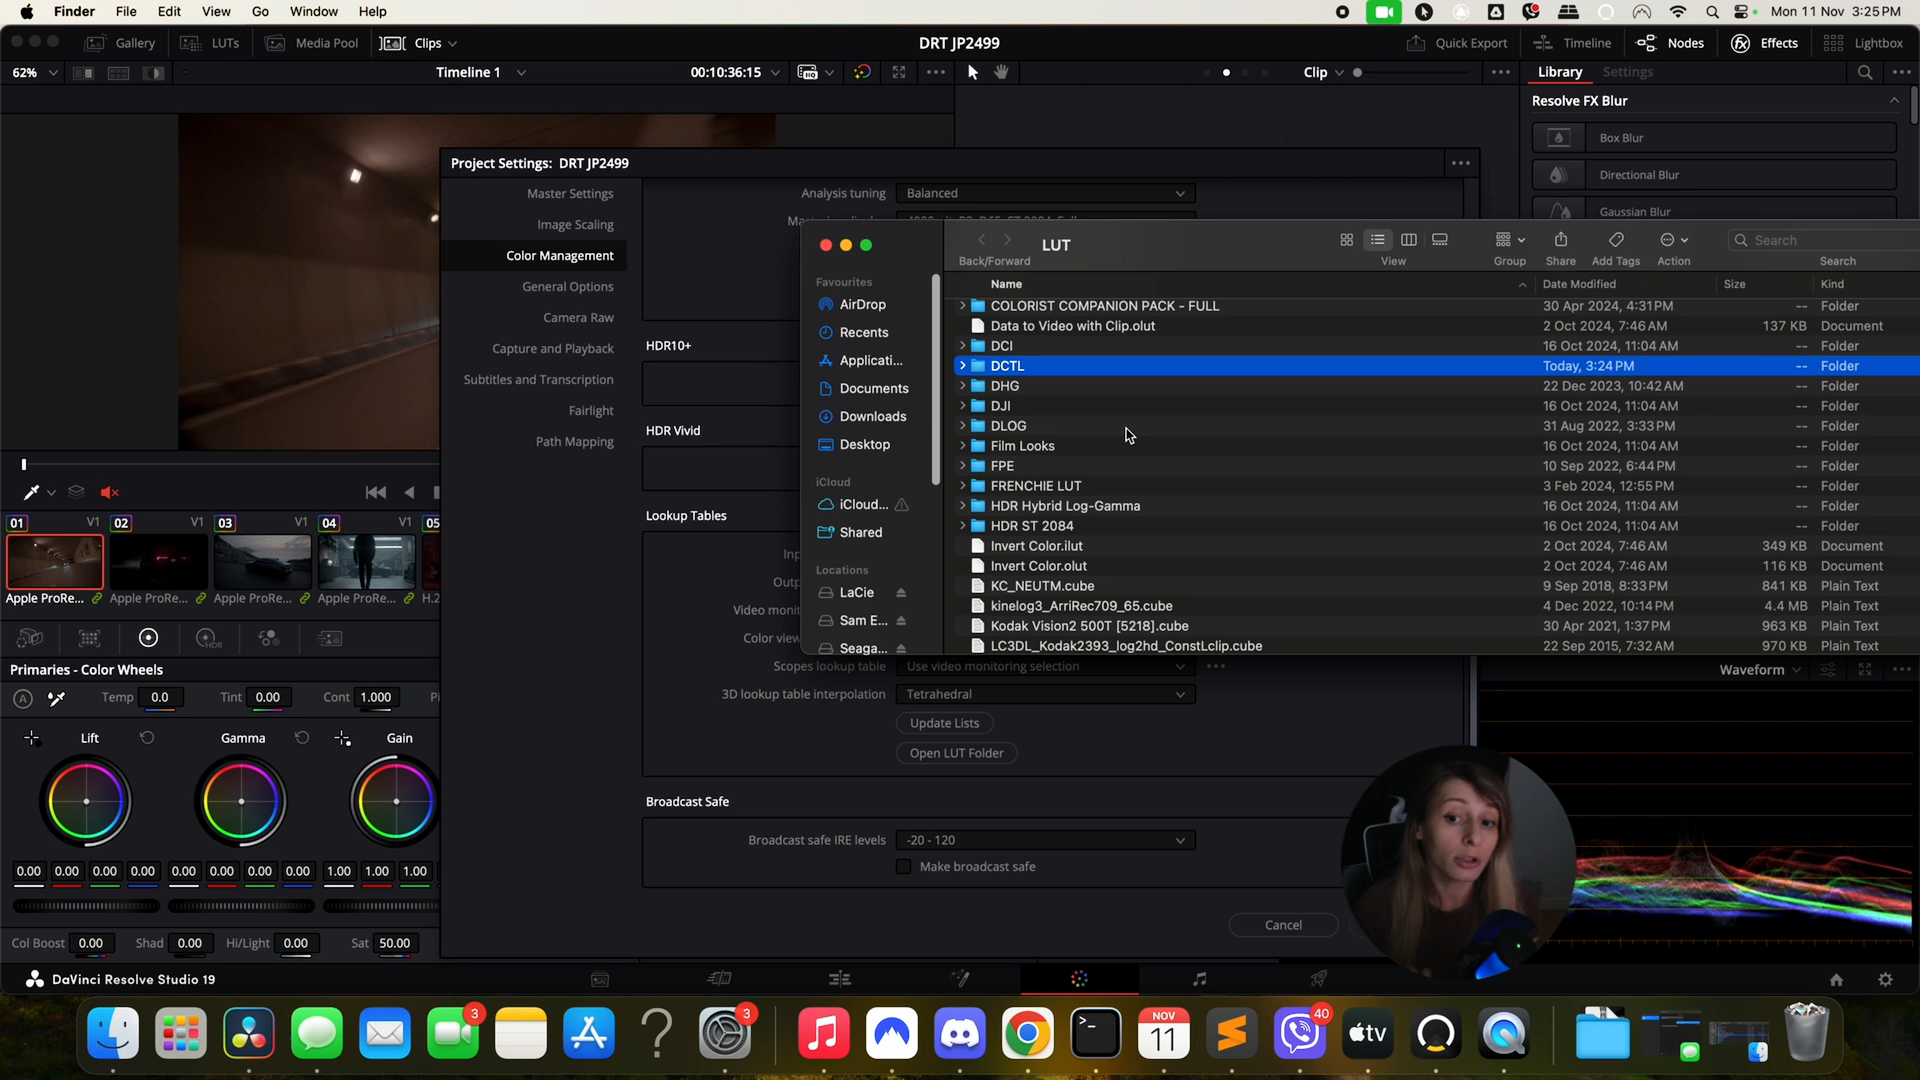 Finder File Edit View Go Window Help
Mon 11 Nov 3:25 PM
Gallery LUTs Media Pool Clips
DRT JP2499
Quick Export Timeline Nodes Effects Lightbox
62%
Timeline 1
00:10:36:15
Clip
Library Settings
Resolve FX Blur
Box Blur
Directional Blur
Gaussian Blur
Project Settings: DRT JP2499
Master Settings
Image Scaling
Color Management
General Options
Camera Raw
Capture and Playback
Subtitles and Transcription
Fairlight
Path Mapping
Analysis tuning Balanced
HDR10+
HDR Vivid
Lookup Tables
Scopes lookup table Use video monitoring selection
3D lookup table interpolation Tetrahedral
Update Lists
Open LUT Folder
Broadcast Safe
Broadcast safe IRE levels -20 - 120
Make broadcast safe
Cancel
LUT
Back/Forward View Group Share Add Tags Action Search
Search
Favourites
AirDrop
Recents
Applicati...
Documents
Downloads
Desktop
iCloud
iCloud...
Shared
Locations
LaCie
Sam E...
Seaga...
Name Date Modified Size Kind
COLORIST COMPANION PACK - FULL 30 Apr 2024, 4:31 PM -- Folder
Data to Video with Clip.olut 2 Oct 2024, 7:46 AM 137 KB Document
DCI 16 Oct 2024, 11:04 AM -- Folder
DCTL Today, 3:24 PM -- Folder
DHG 22 Dec 2023, 10:42 AM -- Folder
DJI 16 Oct 2024, 11:04 AM -- Folder
DLOG 31 Aug 2022, 3:33 PM -- Folder
Film Looks 16 Oct 2024, 11:04 AM -- Folder
FPE 10 Sep 2022, 6:44 PM -- Folder
FRENCHIE LUT 3 Feb 2024, 12:55 PM -- Folder
HDR Hybrid Log-Gamma 16 Oct 2024, 11:04 AM -- Folder
HDR ST 2084 16 Oct 2024, 11:04 AM -- Folder
Invert Color.ilut 2 Oct 2024, 7:46 AM 349 KB Document
Invert Color.olut 2 Oct 2024, 7:46 AM 116 KB Document
KC_NEUTM.cube 9 Sep 2018, 8:33 PM 841 KB Plain Text
kinelog3_ArriRec709_65.cube 4 Dec 2022, 10:14 PM 4.4 MB Plain Text
Kodak Vision2 500T [5218].cube 30 Apr 2021, 1:37 PM 963 KB Plain Text
LC3DL_Kodak2393_log2hd_ConstLclip.cube 22 Sep 2015, 7:32 AM 970 KB Plain Text
01 V1 02 V1 03 V1 04 V1 05
Apple ProRe... Apple ProRe... Apple ProRe... Apple ProRe... H.2
HDR
Primaries - Color Wheels
Temp 0.0 Tint 0.00 Cont 1.000
Lift Gamma Gain
0.00 0.00 0.00 0.00 0.00 0.00 0.00 0.00 1.00 1.00 1.00
Col Boost 0.00 Shad 0.00 Hi/Light 0.00 Sat 50.00
Waveform
DaVinci Resolve Studio 19
3
3
NOV
11
40
tv